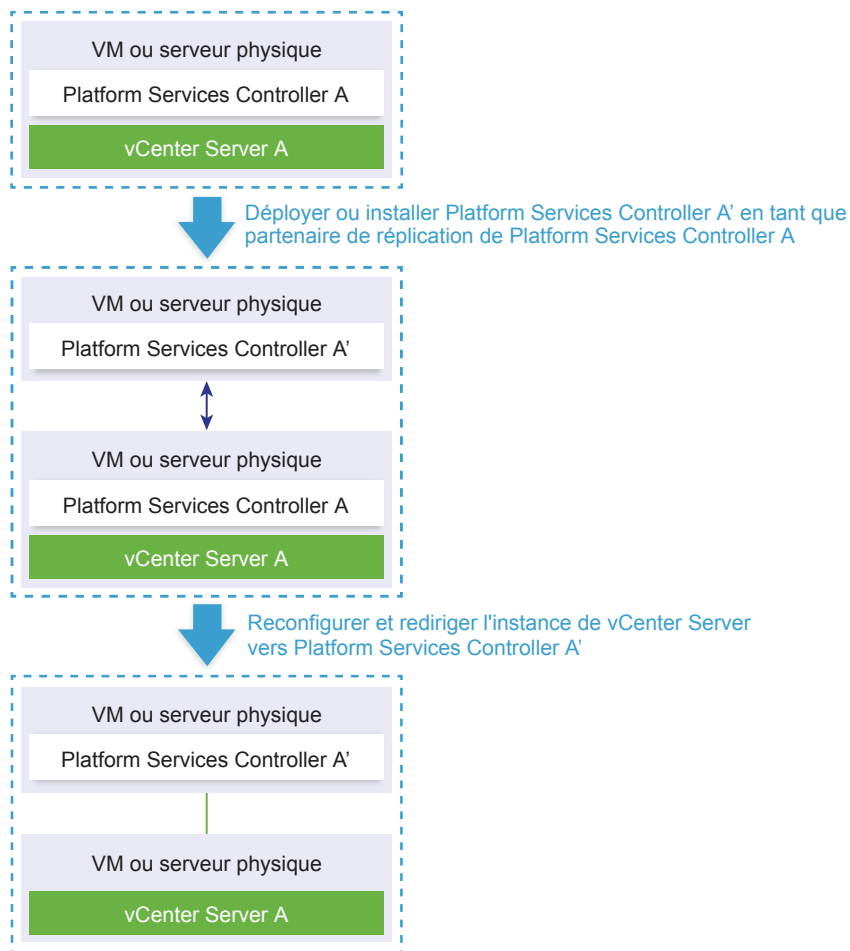 VM ou serveur physique
Platform Services Controller A
vCenter Server A
Déployer ou installer Platform Services Controller A’ en tant que
partenaire de réplication de Platform Services Controller A
VM ou serveur physique
Platform Services Controller A’
VM ou serveur physique
Platform Services Controller A
vCenter Server A
Reconfigurer et rediriger l'instance de vCenter Server
vers Platform Services Controller A’
VM ou serveur physique
Platform Services Controller A’
VM ou serveur physique
vCenter Server A